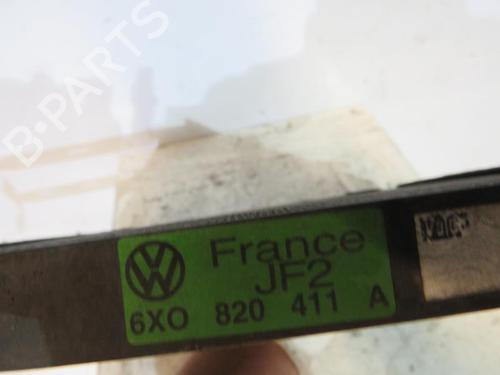 B-PARTS
France
JF2
6XO 820 411 A